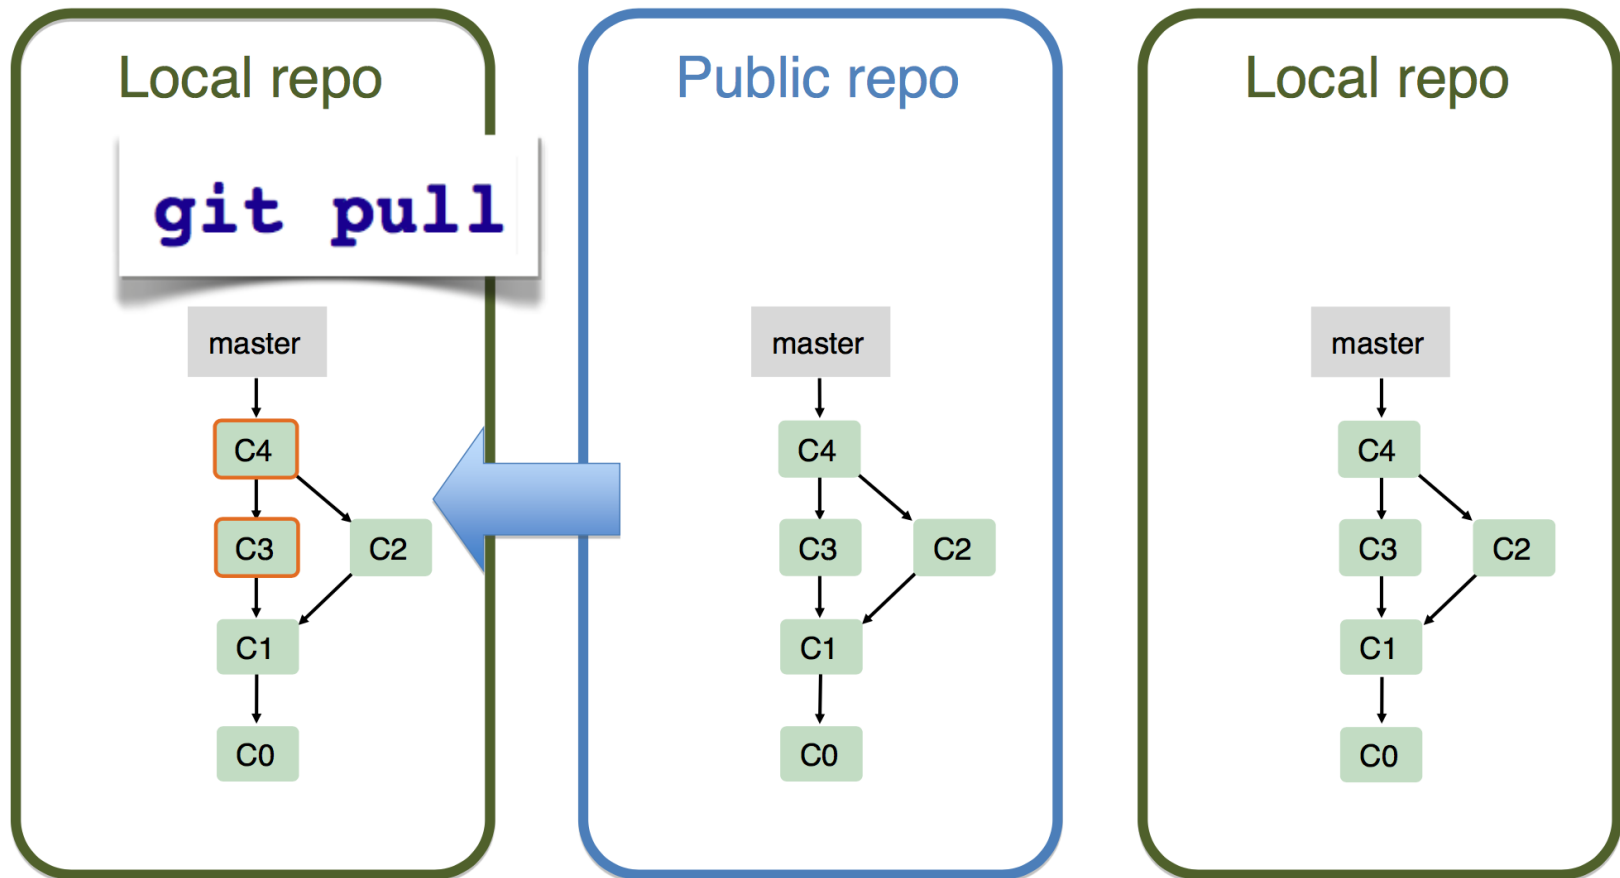 Local repo
git pull
master
C4
C3
C2
C1
C0
Public repo
master
C4
C3
C2
C1
C0
Local repo
master
C4
C3
C2
C1
C0